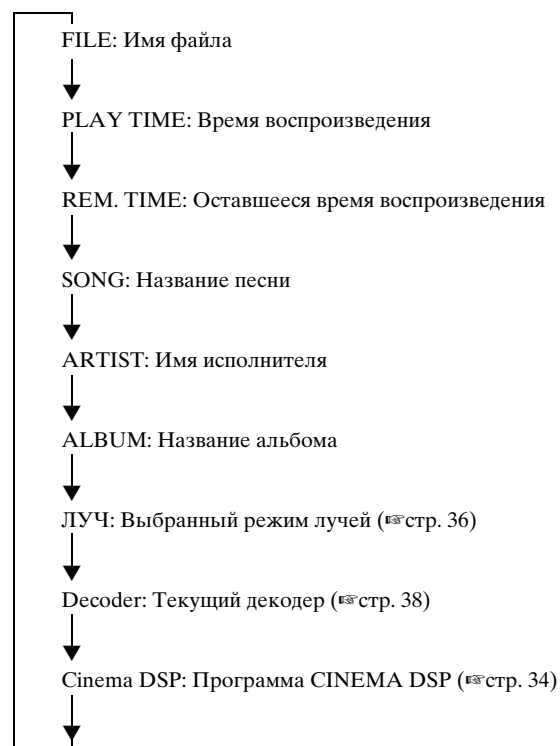 FILE: Имя файла
PLAY TIME: Время воспроизведения
REM. TIME: Оставшееся время воспроизведения
SONG: Название песни
ARTIST: Имя исполнителя
ALBUM: Название альбома
ЛУЧ: Выбранный режим лучей (☞стр. 36)
Decoder: Текущий декодер (☞стр. 38)
Cinema DSP: Программа CINEMA DSP (☞стр. 34)